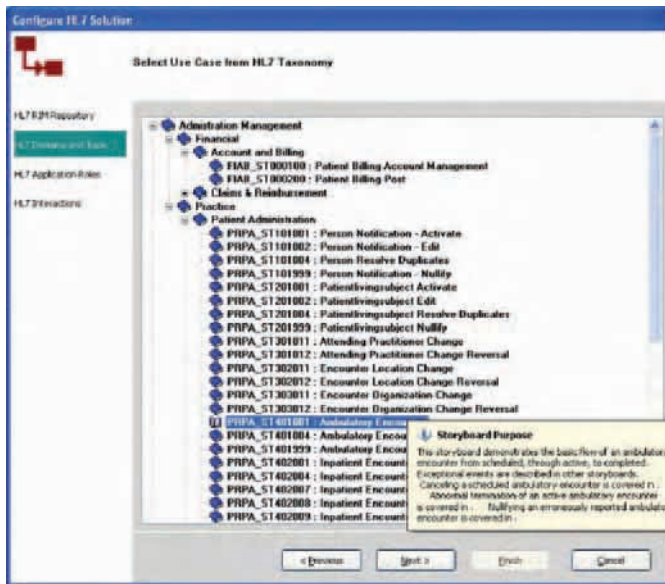 Configure HL7 Solution
Select Use Case from HL7 Taxonomy
HL7 RIM Repository
HL7 Domains and Topic
HL7 Application Roles
HL7 Interactions
Admistration Management
Financial
Account and Billing
FIAB_ST000100 : Patient Billing Account Management
FIAB_ST000200 : Patient Billing Post
Claims & Reimbursement
Practice
Patient Administration
PRPA_ST101001 : Person Notification - Activate
PRPA_ST101002 : Person Notification - Edit
PRPA_ST101004 : Person Resolve Duplicates
PRPA_ST101999 : Person Notification - Nullify
PRPA_ST201001 : Patientlivingsubject Activate
PRPA_ST201002 : Patientlivingsubject Edit
PRPA_ST201004 : Patientlivingsubject Resolve Duplicates
PRPA_ST201999 : Patientlivingsubject Nullify
PRPA_ST301011 : Attending Practitioner Change
PRPA_ST301012 : Attending Practitioner Change Reversal
PRPA_ST302011 : Encounter Location Change
PRPA_ST302012 : Encounter Location Change Reversal
PRPA_ST303011 : Encounter Organization Change
PRPA_ST303012 : Encounter Organization Change Reversal
PRPA_ST401001 : Ambulatory Encou
PRPA_ST401004 : Ambulatory Encou
PRPA_ST401999 : Ambulatory Encou
PRPA_ST402001 : Inpatient Encount
PRPA_ST402004 : Inpatient Encount
PRPA_ST402007 : Inpatient Encount
PRPA_ST402008 : Inpatient Encount
PRPA_ST402009 : Inpatient Encount
Storyboard Purpose
This storyboard demonstrates the basic flow of an ambulatory
encounter from scheduled, through active, to completed.
Exceptional events are described in other storyboards.
Canceling a scheduled ambulatory encounter is covered in .
Abnormal termination of an active ambulatory encounter
is covered in . Nullifying an erroneously reported ambulato
encounter is covered in .
< Previous
Next >
Finish
Cancel